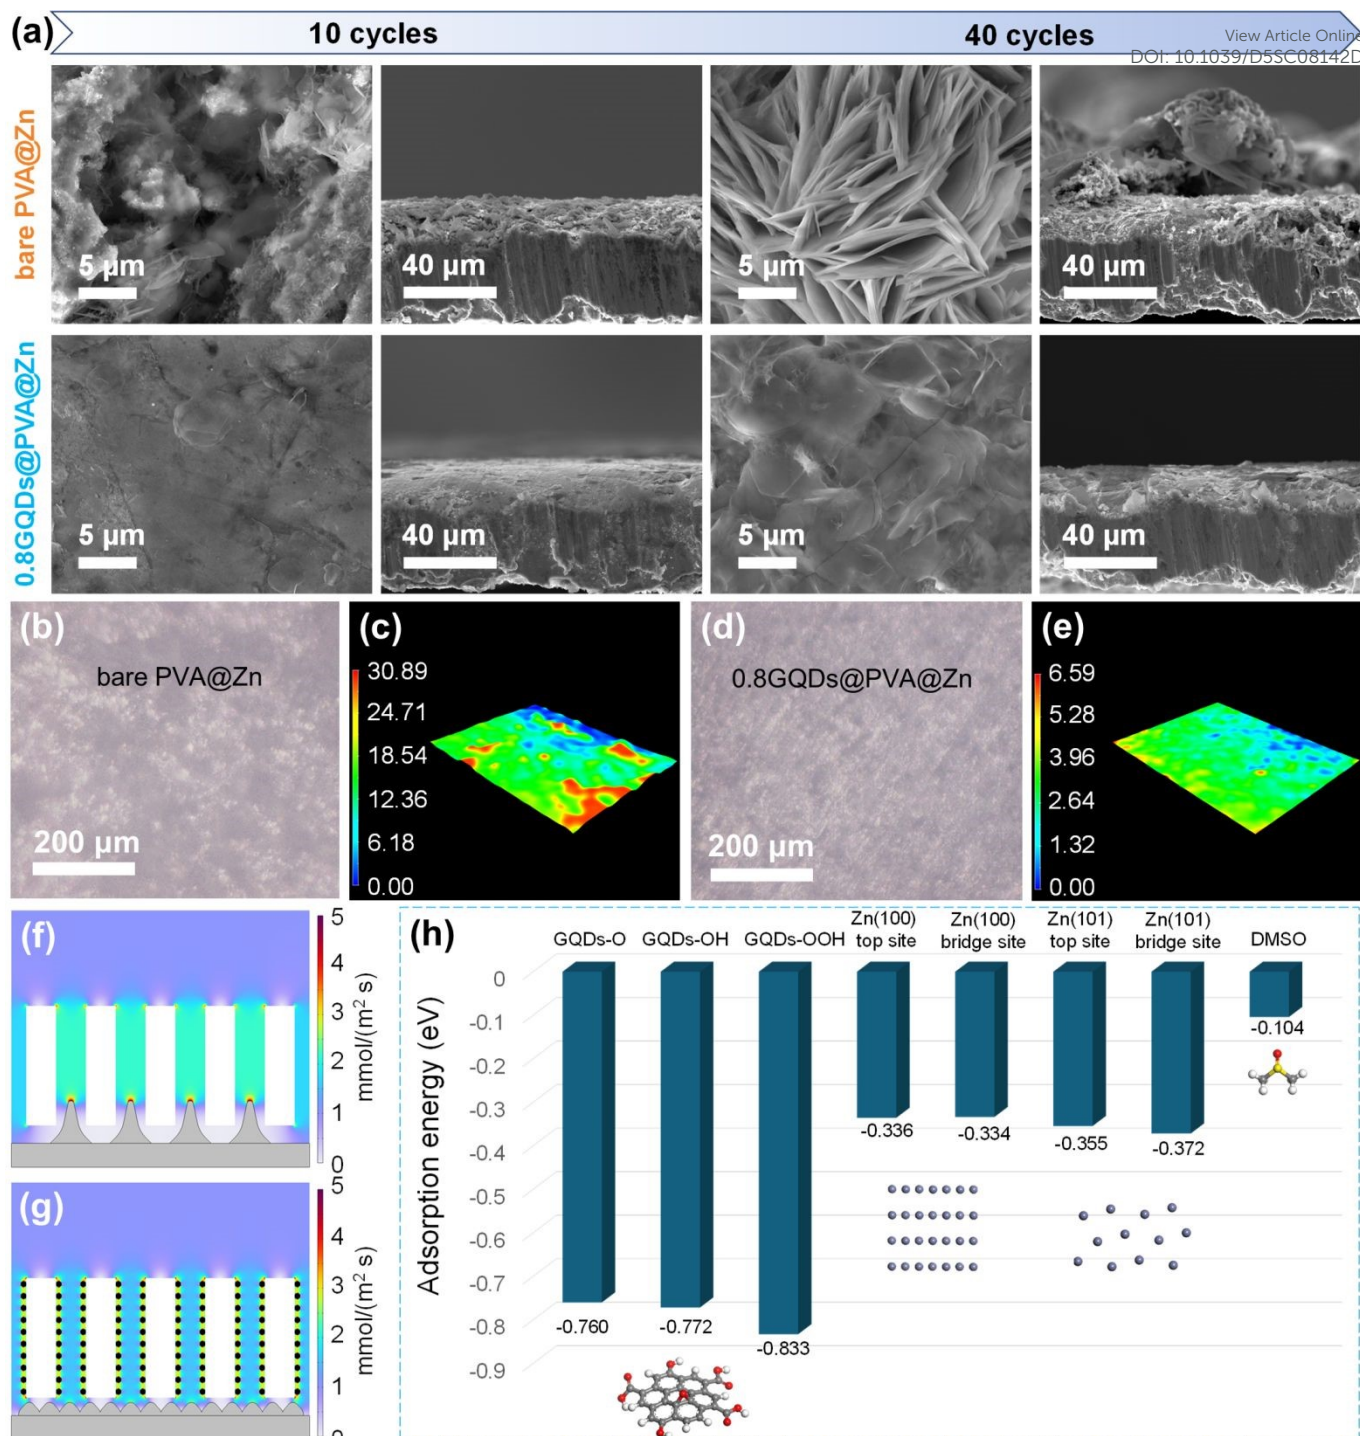 (a)
10 cycles
40 cycles
View Article Online
DOI: 10.1039/D5SC08142D
bare PVA@Zn
5 µm
40 µm
5 µm
40 µm
0.8GQDs@PVA@Zn
5 µm
40 µm
5 µm
40 µm
(b)
bare PVA@Zn
200 µm
(c)
30.89
24.71
18.54
12.36
6.18
0.00
(d)
0.8GQDs@PVA@Zn
200 µm
(e)
6.59
5.28
3.96
2.64
1.32
0.00
(f)
5
4
3
2
1
0
mmol/(m² s)
(g)
5
4
3
2
1
0
mmol/(m² s)
(h)
GQDs-O
GQDs-OH
GQDs-OOH
Zn(100)
top site
Zn(100)
bridge site
Zn(101)
top site
Zn(101)
bridge site
DMSO
Adsorption energy (eV)
0
-0.1
-0.2
-0.3
-0.4
-0.5
-0.6
-0.7
-0.8
-0.9
-0.760
-0.772
-0.833
-0.336
-0.334
-0.355
-0.372
-0.104